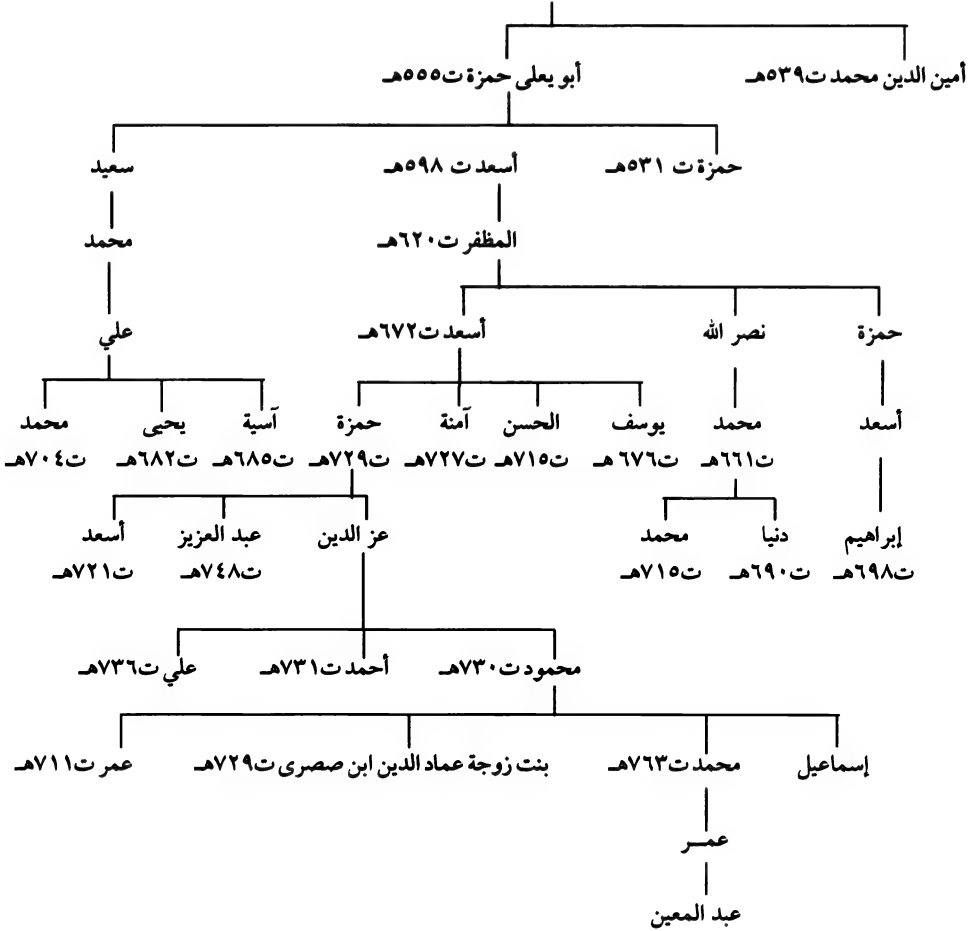 أمين الدين محمد ت٥٣٩هـ أبو يعلى حمزة ت٥٥٥هـ
حمزة ت ٥٣١هـ أسعد ت ٥٩٨هـ سعيد
المظفر ت٦٢٠هـ محمد
حمزة نصر الله أسعد ت٦٧٢هـ علي
أسعد محمد يوسف الحسن آمنة حمزة آسية يحيى محمد
ت٦٦١هـ ت٦٧٦هـ ت٧١٥هـ ت٧٢٧هـ ت٧٢٩هـ ت٦٨٥هـ ت٦٨٢هـ ت٧٠٤هـ
إبراهيم دنيا محمد عز الدين عبد العزيز أسعد
ت٦٩٨هـ ت٦٩٠هـ ت٧١٥هـ ت٧٤٨هـ ت٧٢١هـ
محمود ت٧٣٠هـ أحمد ت٧٣١هـ علي ت٧٣٦هـ
إسماعيل محمد ت٧٦٣هـ بنت زوجة عماد الدين ابن صصرى ت٧٢٩هـ عمر ت٧١١هـ
عمـــر
عبد المعين